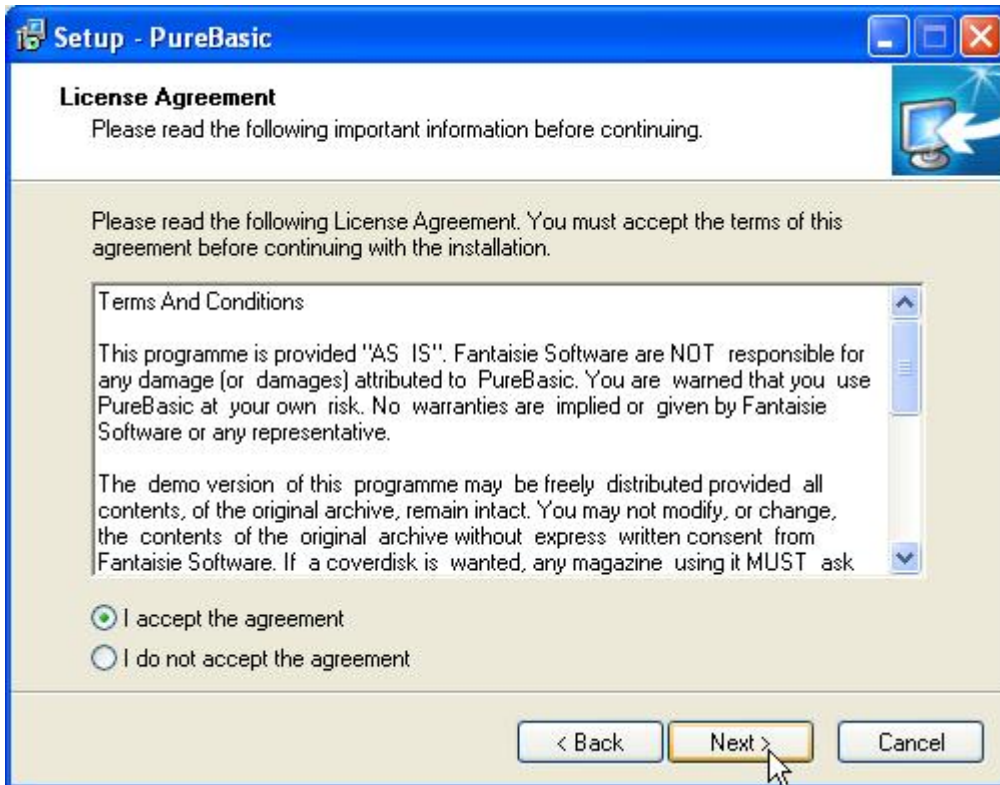 Setup - PureBasic
License Agreement
Please read the following important information before continuing.
Please read the following License Agreement. You must accept the terms of this
agreement before continuing with the installation.
Terms And Conditions
This programme is provided "AS IS". Fantaisie Software are NOT responsible for
any damage (or damages) attributed to PureBasic. You are warned that you use
PureBasic at your own risk. No warranties are implied or given by Fantaisie
Software or any representative.
The demo version of this programme may be freely distributed provided all
contents, of the original archive, remain intact. You may not modify, or change,
the contents of the original archive without express written consent from
Fantaisie Software. If a coverdisk is wanted, any magazine using it MUST ask
I accept the agreement
I do not accept the agreement
< Back
Next >
Cancel